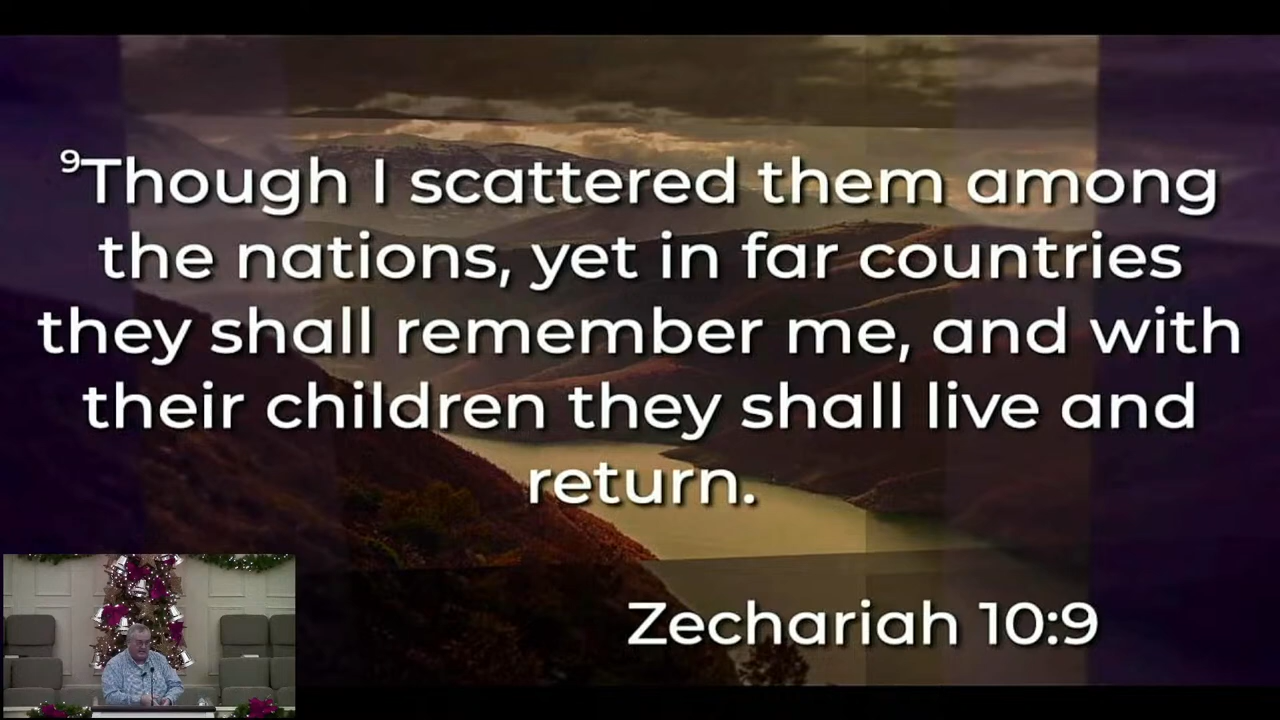 ⁹Though I scattered them among
the nations, yet in far countries
they shall remember me, and with
their children they shall live and
return.
Zechariah 10:9